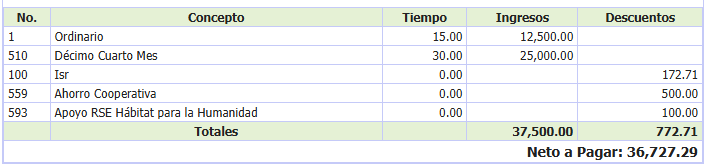 No. Concepto Tiempo Ingresos Descuentos
1 Ordinario 15.00 12,500.00
510 Décimo Cuarto Mes 30.00 25,000.00
100 Isr 0.00 172.71
559 Ahorro Cooperativa 0.00 500.00
593 Apoyo RSE Hábitat para la Humanidad 0.00 100.00
Totales 37,500.00 772.71
Neto a Pagar: 36,727.29